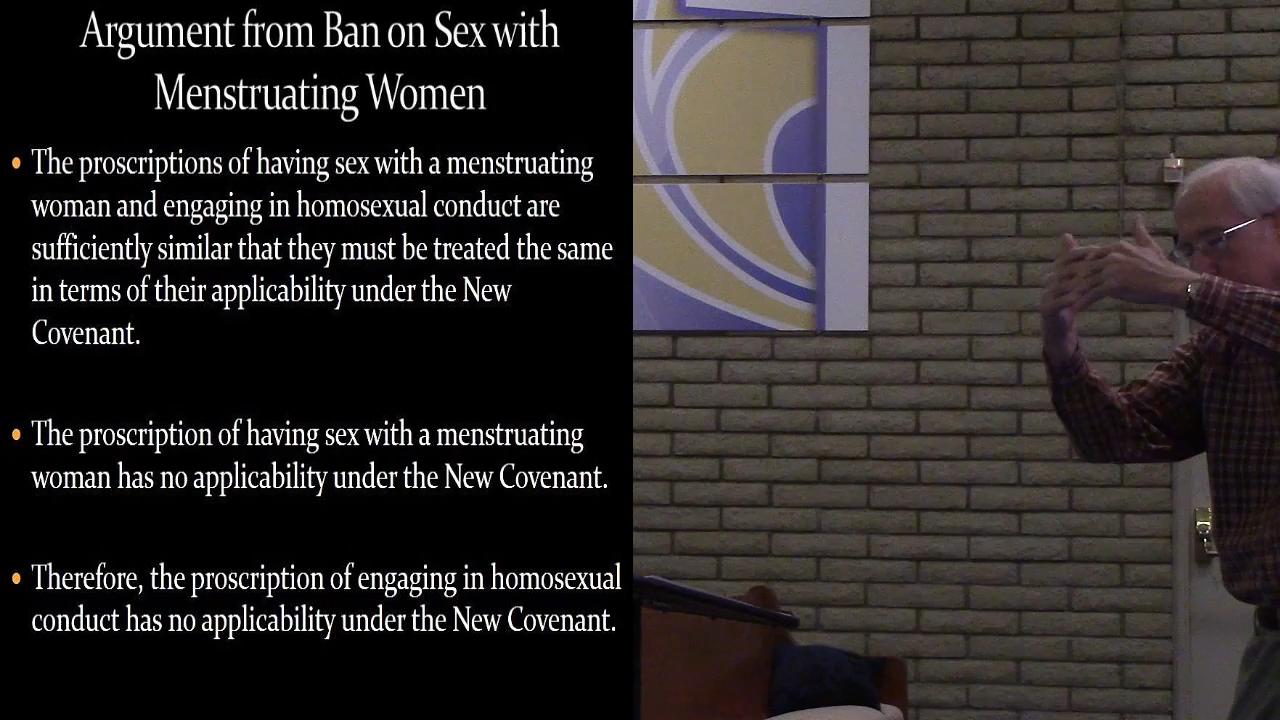 Argument from Ban on Sex with
Menstruating Women
• The proscriptions of having sex with a menstruating
woman and engaging in homosexual conduct are
sufficiently similar that they must be treated the same
in terms of their applicability under the New
Covenant.
• The proscription of having sex with a menstruating
woman has no applicability under the New Covenant.
• Therefore, the proscription of engaging in homosexual
conduct has no applicability under the New Covenant.